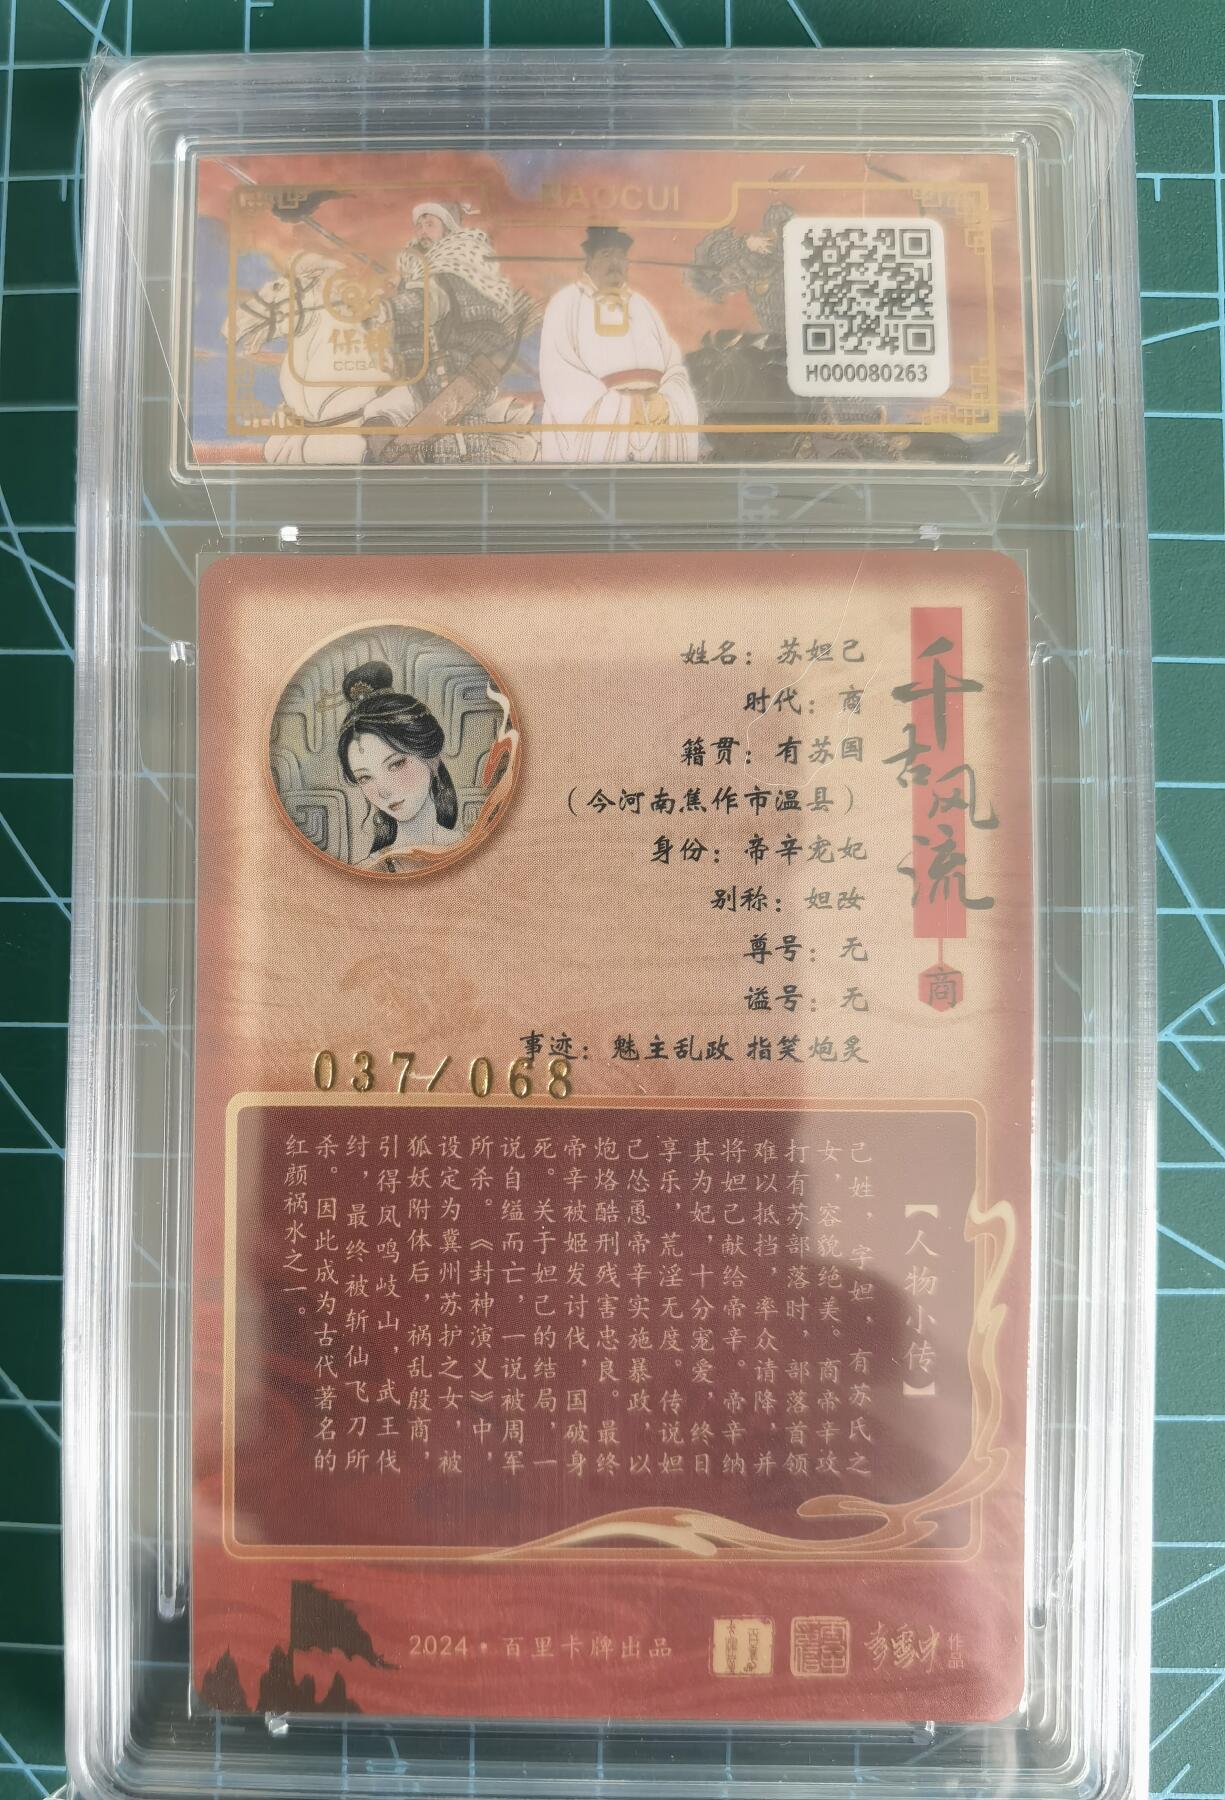 BAOCUI
保粹
CCGA
H000080263
千古风流
商
姓名：苏妲己
时代：商
籍贯：有苏国
（今河南焦作市温县）
身份：帝辛宠妃
别称：妲改
尊号：无
谥号：无
事迹：魅主乱政 指笑炮炙
037/068
【人物小传】
己姓，字妲，有苏氏之
女，容貌绝美。商帝辛攻
打有苏部落时，部落首领
难以抵挡，率众请降，并
将妲己献给帝辛。帝辛纳
其为妃，十分宠爱，终日
享乐，荒淫无度。传说妲
己怂恿帝辛实施暴政，以
炮烙酷刑残害忠良。最终
帝辛被姬发讨伐，国破身
死。关于妲己的结局，一
说自缢而亡，一说被周军
所杀。《封神演义》中，
设定为冀州苏护之女，被
狐妖附体后，祸乱殷商，
引得凤鸣岐山，武王伐
纣，最终被斩仙飞刀所
杀。因此成为古代著名的
红颜祸水之一。
2024·百里卡牌出品
作品